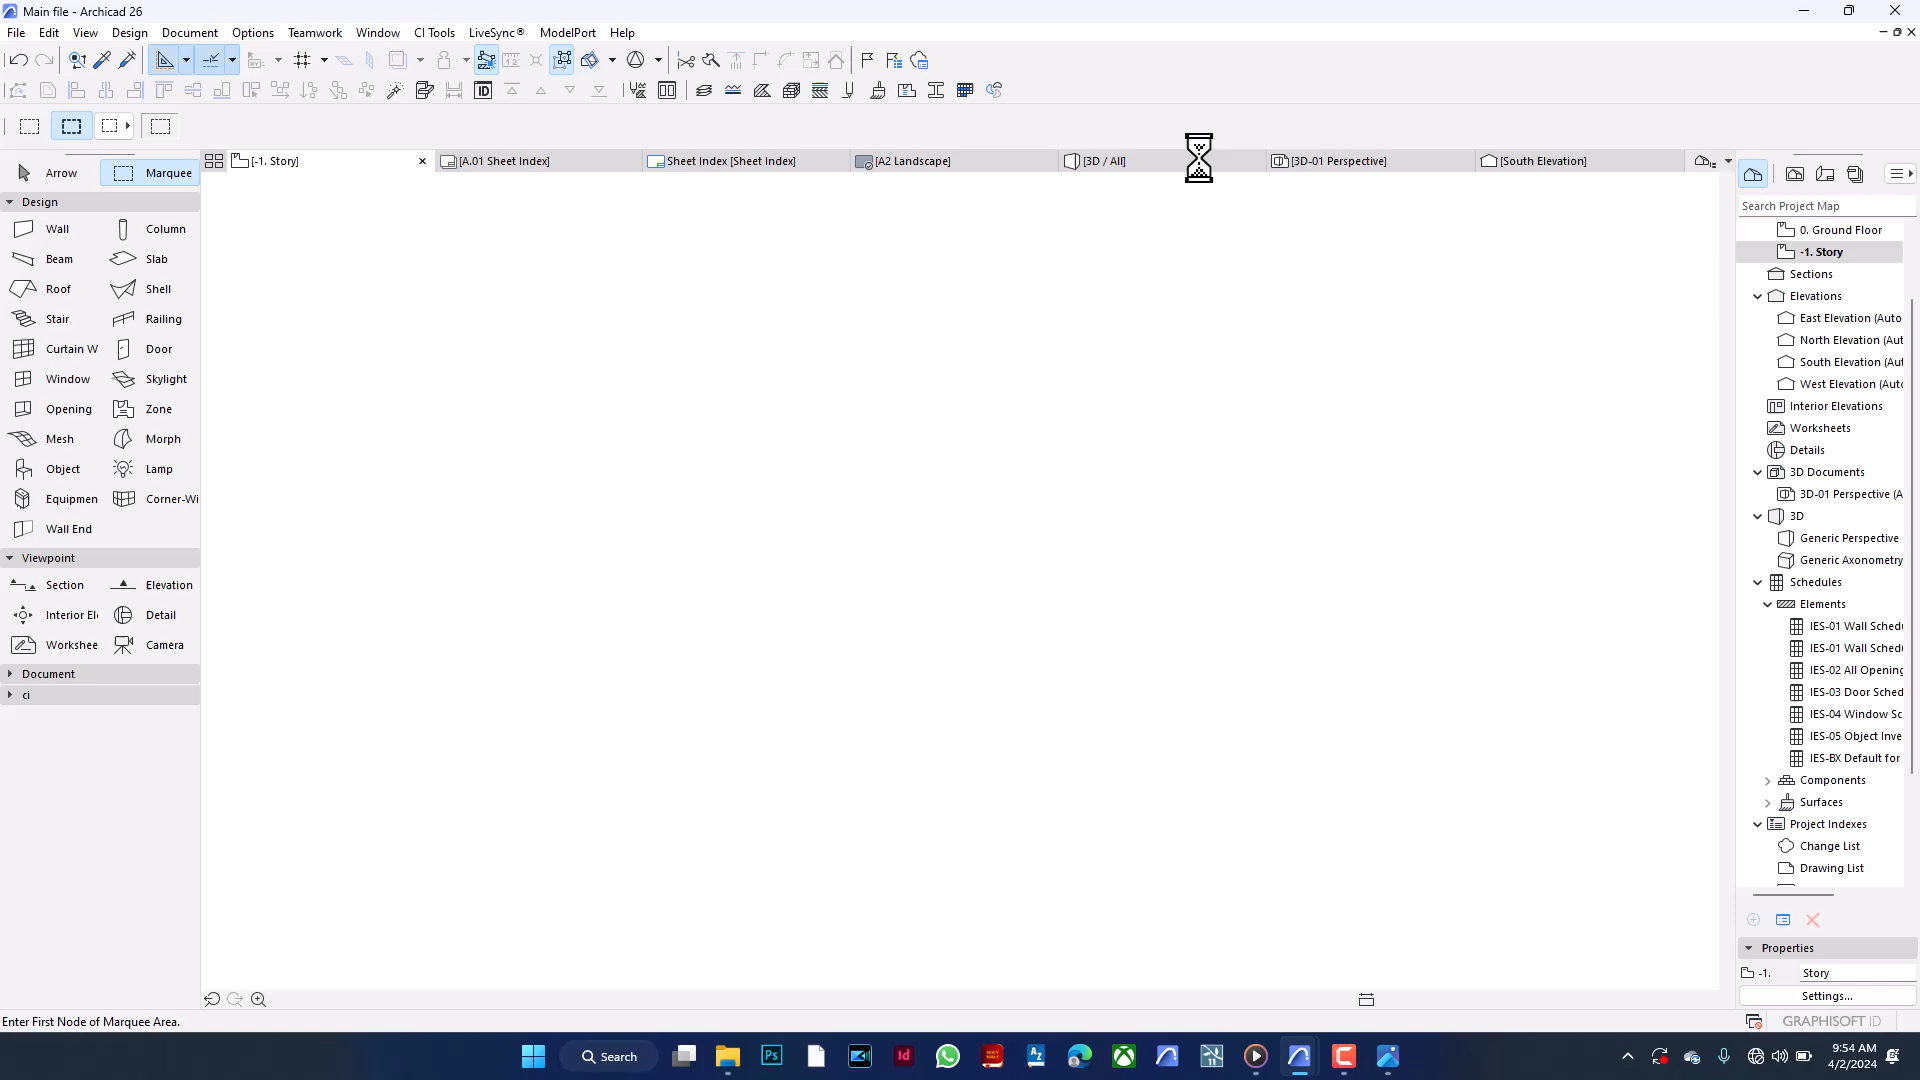 Main file - Archicad 26
File Edit View Design Document Options Teamwork Window CI Tools LiveSync® ModelPort Help
[-1. Story] [A.01 Sheet Index] Sheet Index [Sheet Index] [A2 Landscape] [3D / All] [3D-01 Perspective] [South Elevation]
Arrow Marquee
Design
Wall Column
Beam Slab
Roof Shell
Stair Railing
Curtain W Door
Window Skylight
Opening Zone
Mesh Morph
Object Lamp
Equipmen Corner-Wi
Wall End
Viewpoint
Section Elevation
Interior El Detail
Workshee Camera
Document
ci
Search Project Map
0. Ground Floor
-1. Story
Sections
Elevations
East Elevation (Auto
North Elevation (Aut
South Elevation (Aut
West Elevation (Auto
Interior Elevations
Worksheets
Details
3D Documents
3D-01 Perspective (A
3D
Generic Perspective
Generic Axonometry
Schedules
Elements
IES-01 Wall Schedu
IES-01 Wall Schedu
IES-02 All Opening
IES-03 Door Sched
IES-04 Window Sc
IES-05 Object Inve
IES-BX Default for
Components
Surfaces
Project Indexes
Change List
Drawing List
Properties
-1. Story
Settings...
Enter First Node of Marquee Area.
GRAPHISOFT ID
Search
9:54 AM
4/2/2024